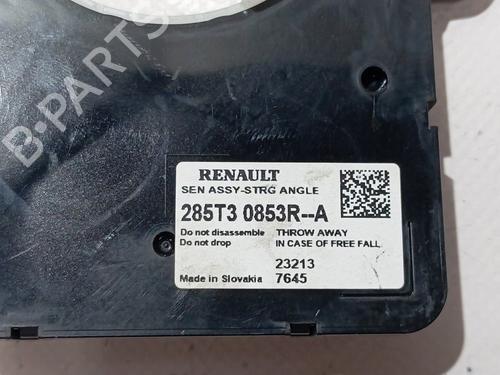 B-PARTS
RENAULT
SEN ASSY-STRG ANGLE
285T3 0853R--A
Do not disassemble THROW AWAY
Do not drop IN CASE OF FREE FALL
23213
Made in Slovakia 7645